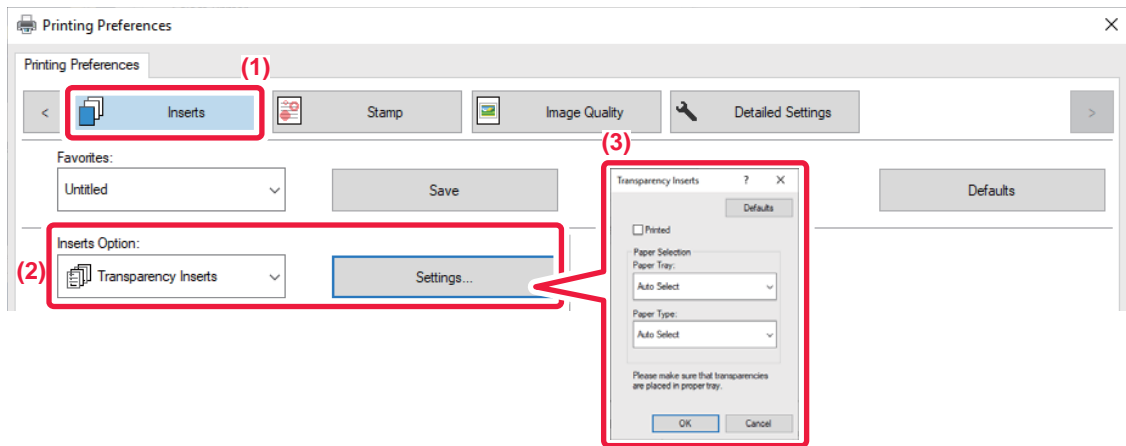 Printing Preferences
Printing Preferences
(1)
<
Inserts
Stamp
Image Quality
Detailed Settings
>
Favorites:
Untitled
Save
Defaults
(2)
Inserts Option:
Transparency Inserts
Settings...
(3)
Transparency Inserts ? X
Defaults
Printed
Paper Selection
Paper Tray:
Auto Select
Paper Type:
Auto Select
Please make sure that transparencies
are placed in proper tray.
OK
Cancel